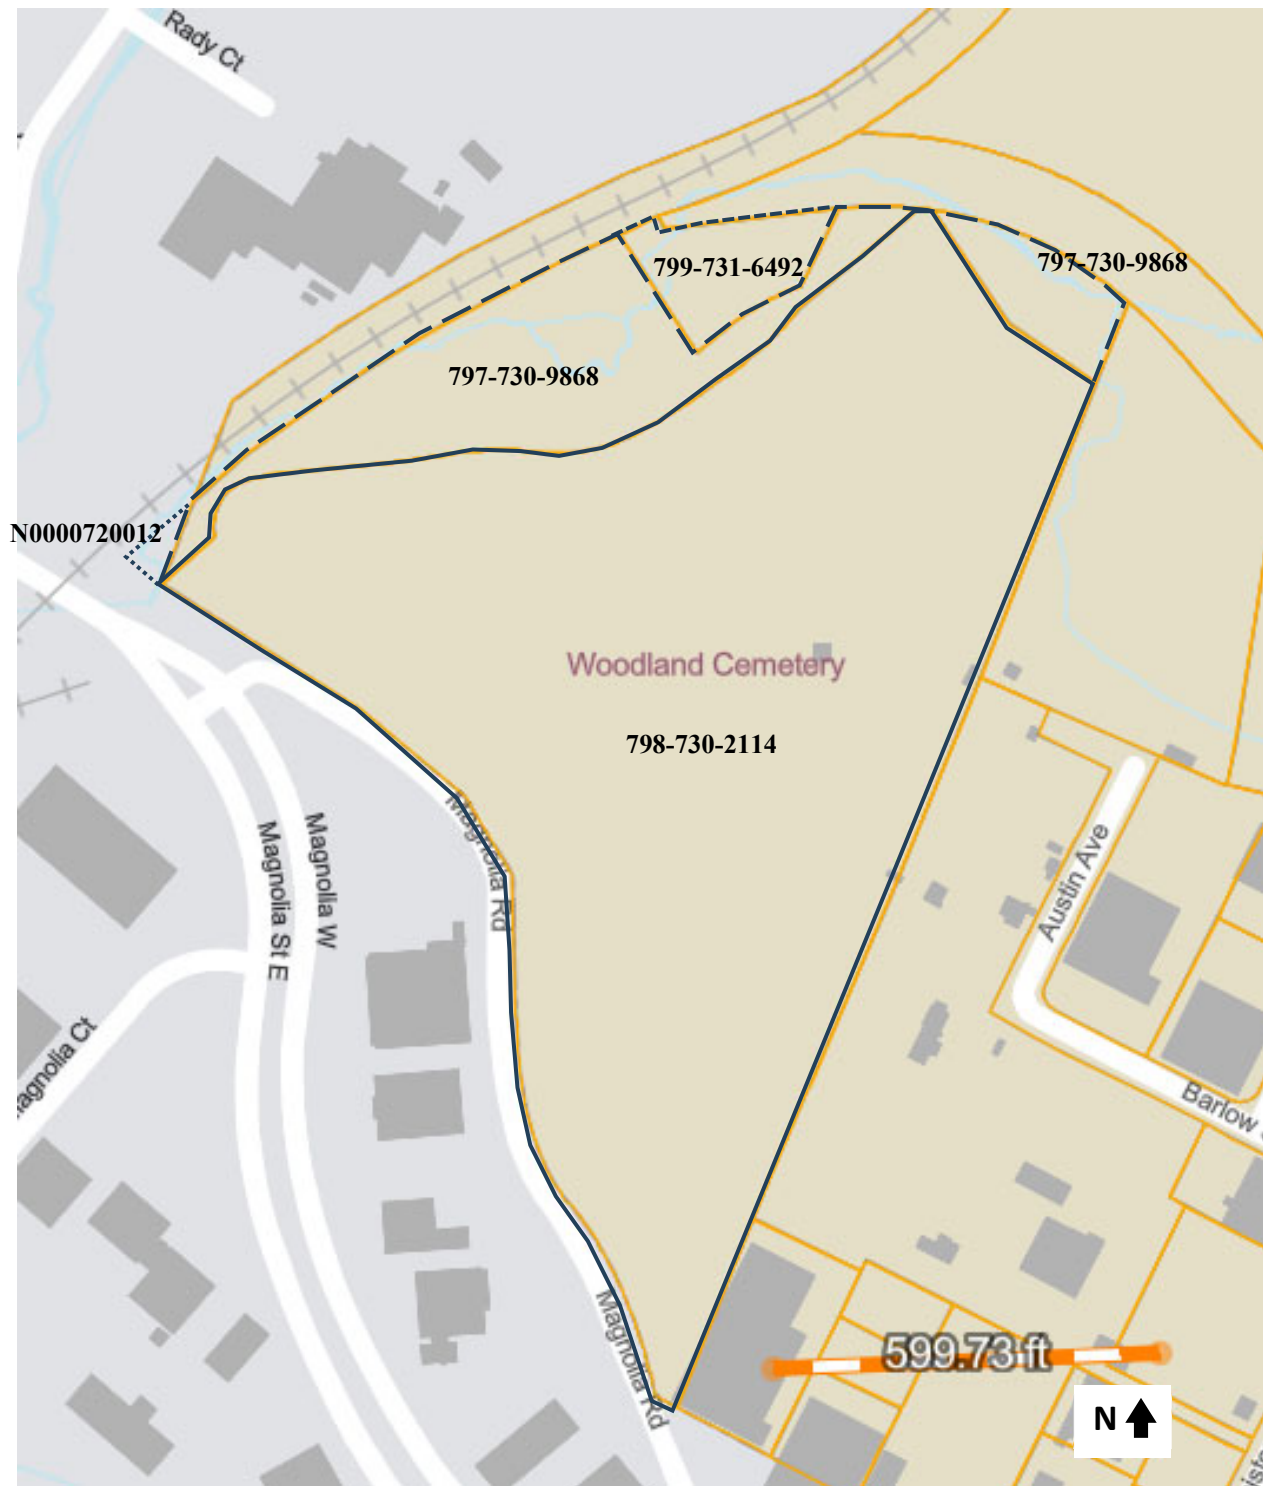 Rady Ct
799-731-6492
797-730-9868
797-730-9868
N0000720012
Woodland Cemetery
798-730-2114
Magnolia Rd
Magnolia W
Magnolia St E
Austin Ave
agnolia Ct
Barlow
Magnolia Rd
599.73 ft
N